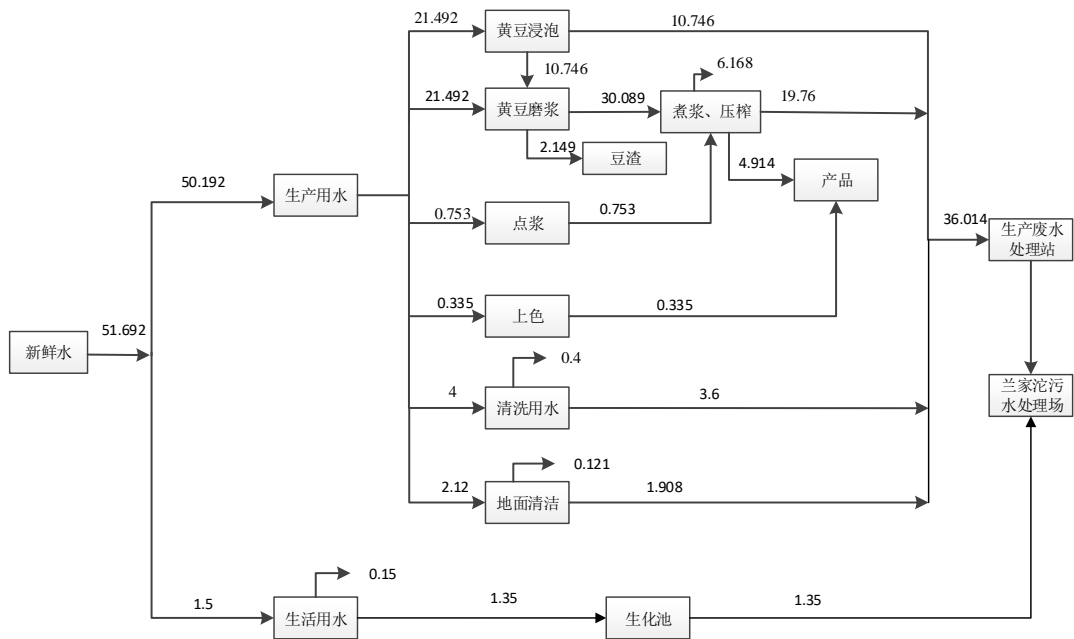 21.492
黄豆浸泡
10.746
10.746
6.168
21.492
黄豆磨浆
30.089
煮浆、压榨
19.76
2.149
豆渣
4.914
产品
50.192
生产用水
0.753
点浆
0.753
36.014
生产废水
处理站
0.335
上色
0.335
51.692
新鲜水
0.4
4
清洗用水
3.6
兰家沱污
水处理场
0.121
2.12
地面清洁
1.908
0.15
1.5
生活用水
1.35
生化池
1.35